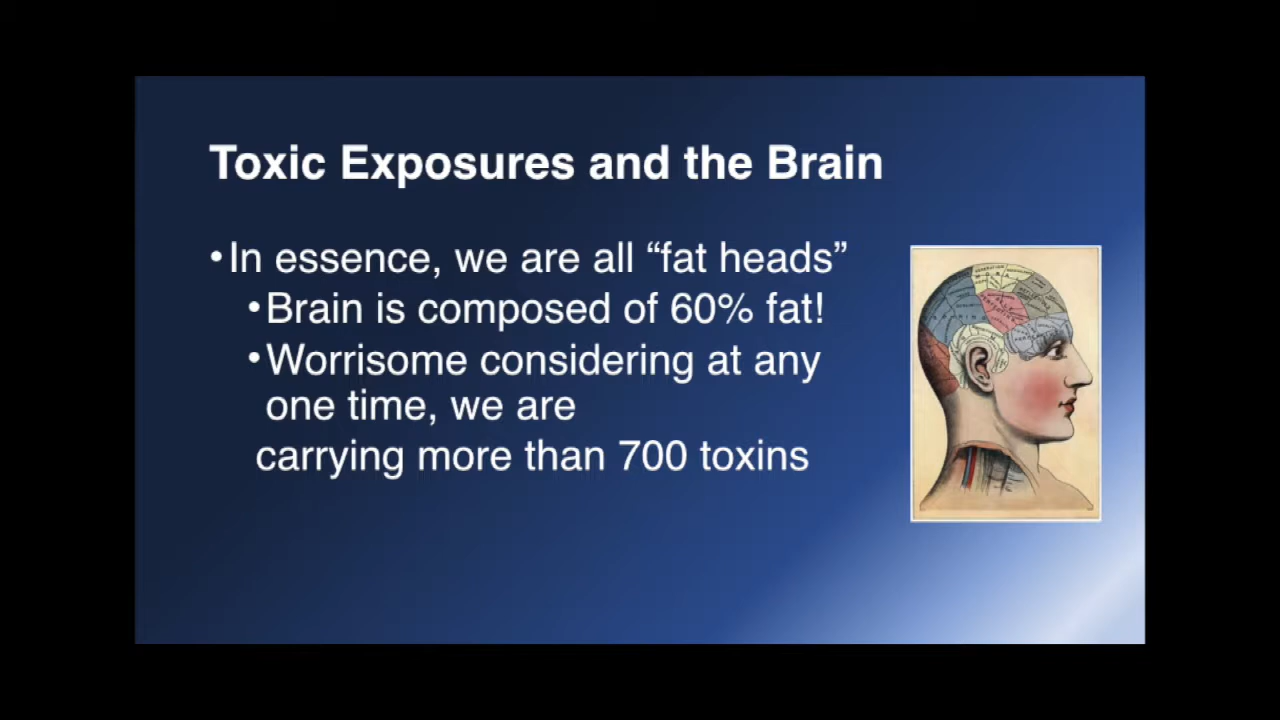 Toxic Exposures and the Brain
•In essence, we are all “fat heads”
•Brain is composed of 60% fat!
•Worrisome considering at any
one time, we are
carrying more than 700 toxins